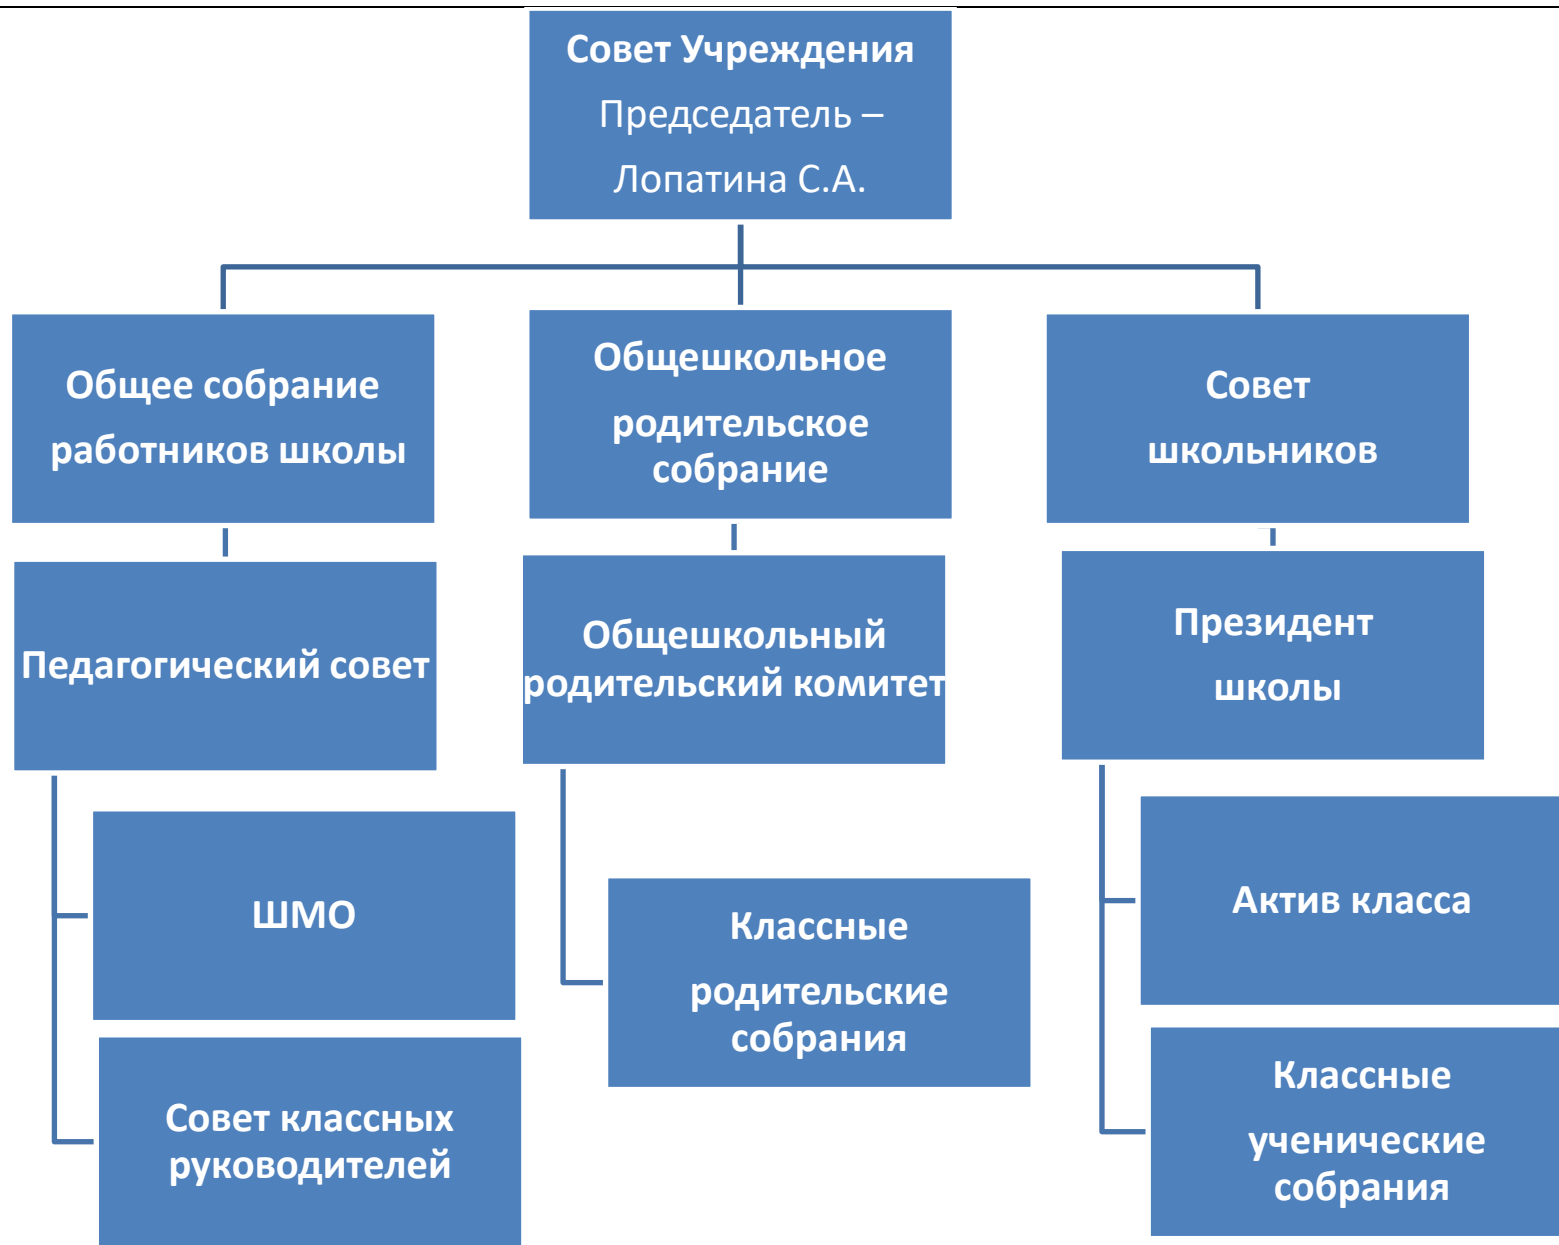 Совет Учреждения
Председатель –
Лопатина С.А.
Общее собрание
работников школы
Общешкольное
родительское
собрание
Совет
школьников
Педагогический совет
Общешкольный
родительский комитет
Президент
школы
ШМО
Совет классных
руководителей
Классные
родительские
собрания
Актив класса
Классные
ученические
собрания